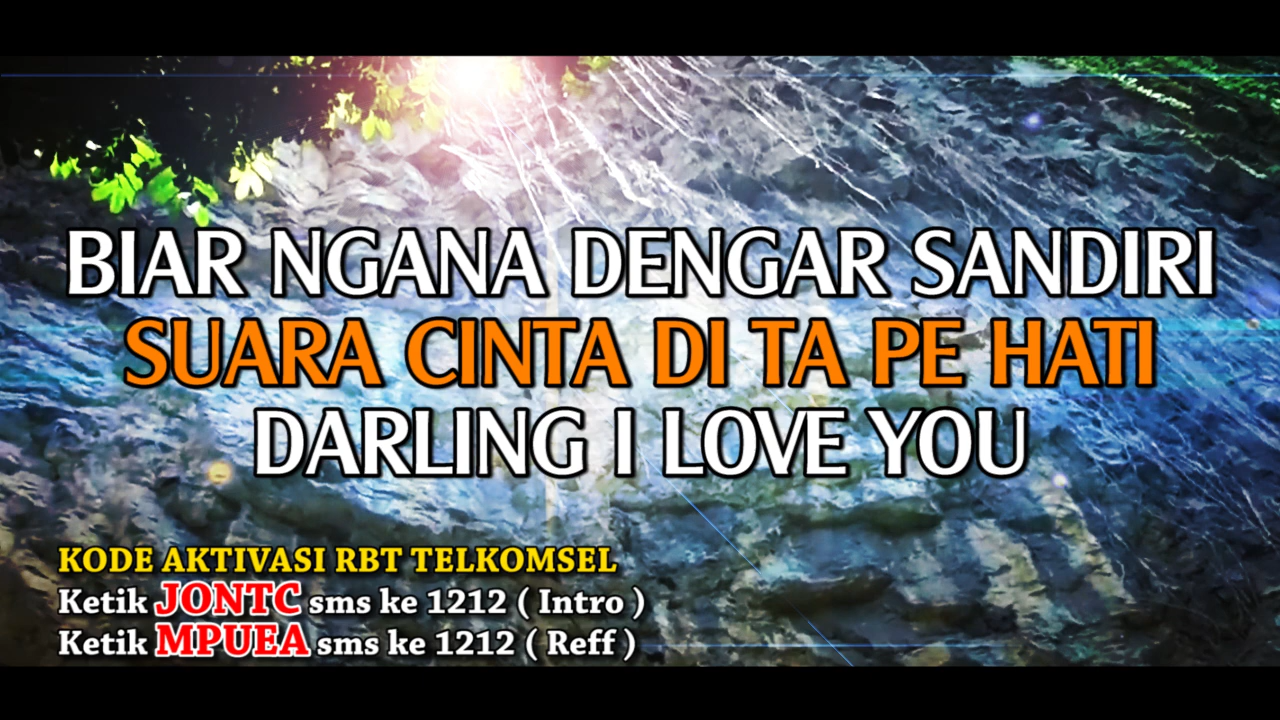 BIAR NGANA DENGAR SANDIRI
SUARA CINTA DI TA PE HATI
DARLING I LOVE YOU
KODE AKTIVASI RBT TELKOMSEL
Ketik JONTC sms ke 1212 ( Intro )
Ketik MPUEA sms ke 1212 ( Reff )